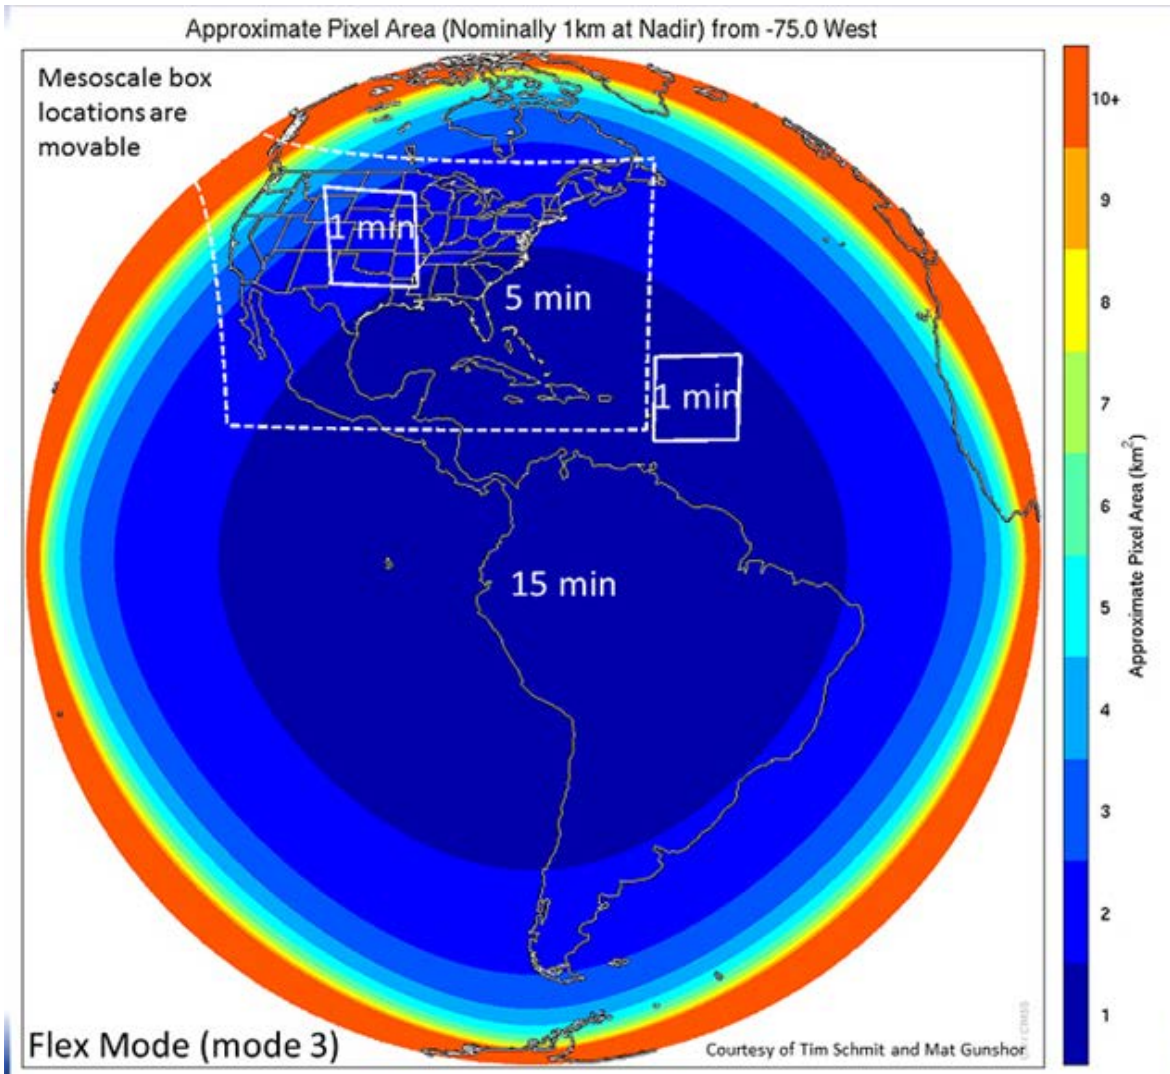 Approximate Pixel Area (Nominally 1km at Nadir) from -75.0 West
Mesoscale box
locations are
movable
1 min
5 min
1 min
15 min
Flex Mode (mode 3)
Courtesy of Tim Schmit and Mat Gunshor
10+
9
8
7
6
5
4
3
2
1
Approximate Pixel Area (km²)